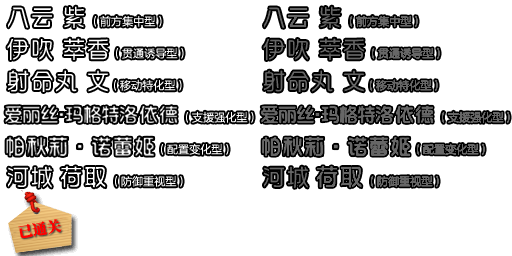 八云 紫 (前方集中型) 八云 紫 (前方集中型)
伊吹 萃香 (贯通诱导型) 伊吹 萃香 (贯通诱导型)
射命丸 文 (移动特化型) 射命丸 文 (移动特化型)
爱丽丝·玛格特洛依德 (支援强化型) 爱丽丝·玛格特洛依德 (支援强化型)
帕秋莉·诺蕾姬 (配置变化型) 帕秋莉·诺蕾姬 (配置变化型)
河城 荷取 (防御重视型) 河城 荷取 (防御重视型)
已通关